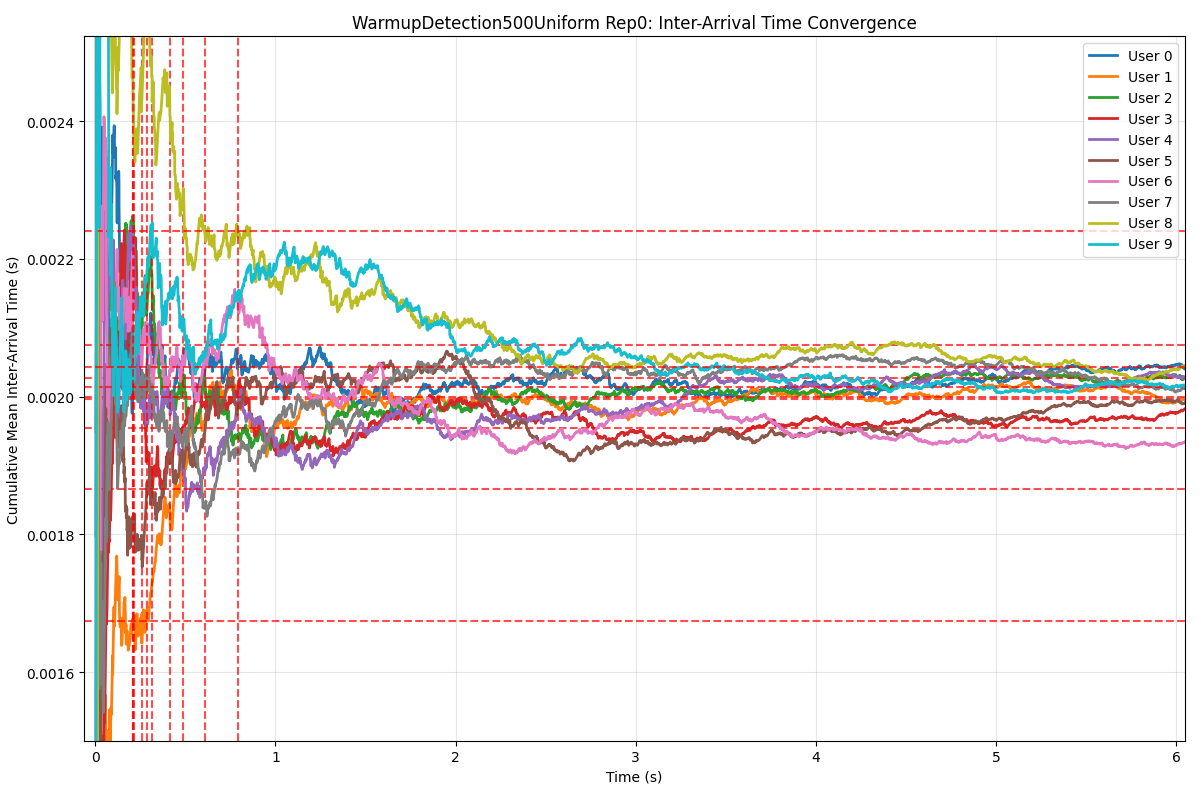 WarmupDetection500Uniform Rep0: Inter-Arrival Time Convergence
Cumulative Mean Inter-Arrival Time (s)
0.0024
0.0022
0.0020
0.0018
0.0016
User 0
User 1
User 2
User 3
User 4
User 5
User 6
User 7
User 8
User 9
0
1
2
3
4
5
6
Time (s)